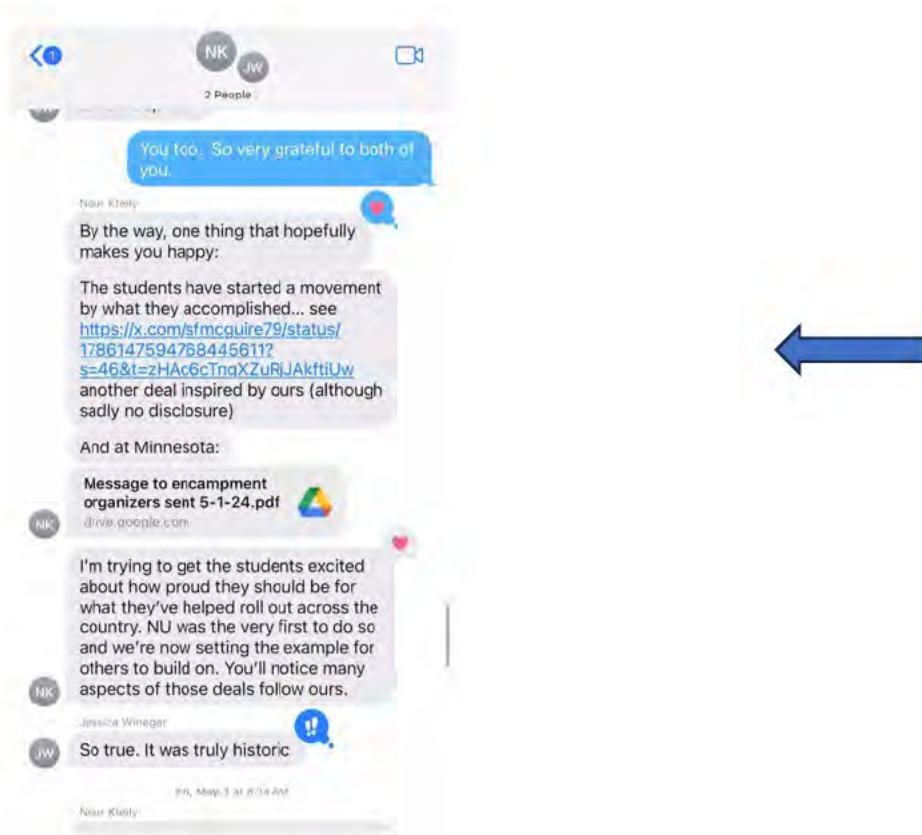 1
NK
JW
2 People
You too. So very grateful to both of
you.
By the way, one thing that hopefully
makes you happy:
The students have started a movement
by what they accomplished... see
https://x.com/sfmcguire79/status/
1786147594768445611?
s=46&t=zHAc6cTnqXZuRjJAkftiUw
another deal inspired by ours (although
sadly no disclosure)
And at Minnesota:
Message to encampment
organizers sent 5-1-24.pdf
drive.google.com
NK
I'm trying to get the students excited
about how proud they should be for
what they've helped roll out across the
country. NU was the very first to do so
and we're now setting the example for
others to build on. You'll notice many
aspects of those deals follow ours.
NK
Jessica Winegar
!!
JW
So true. It was truly historic